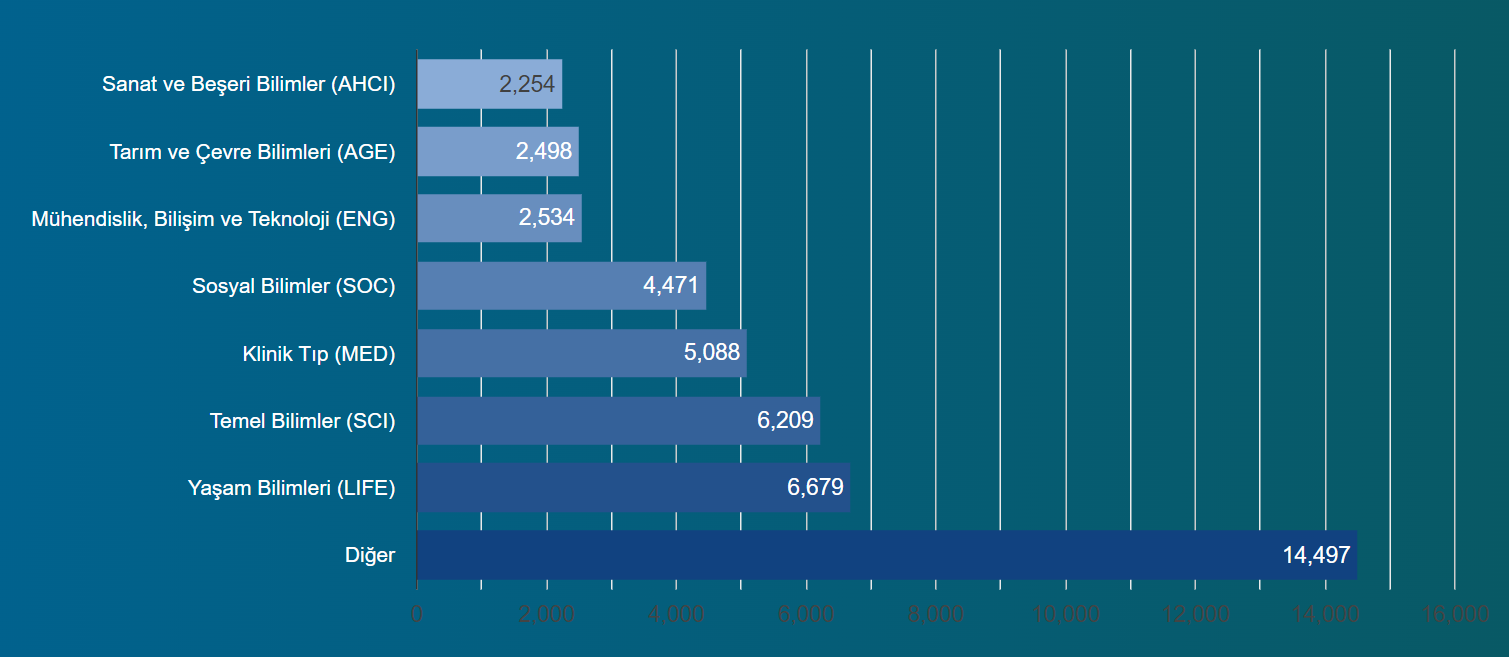 Sanat ve Beşeri Bilimler (AHCI) 2,254
Tarım ve Çevre Bilimleri (AGE) 2,498
Mühendislik, Bilişim ve Teknoloji (ENG) 2,534
Sosyal Bilimler (SOC) 4,471
Klinik Tıp (MED) 5,088
Temel Bilimler (SCI) 6,209
Yaşam Bilimleri (LIFE) 6,679
Diğer 14,497
0 2,000 4,000 6,000 8,000 10,000 12,000 14,000 16,000